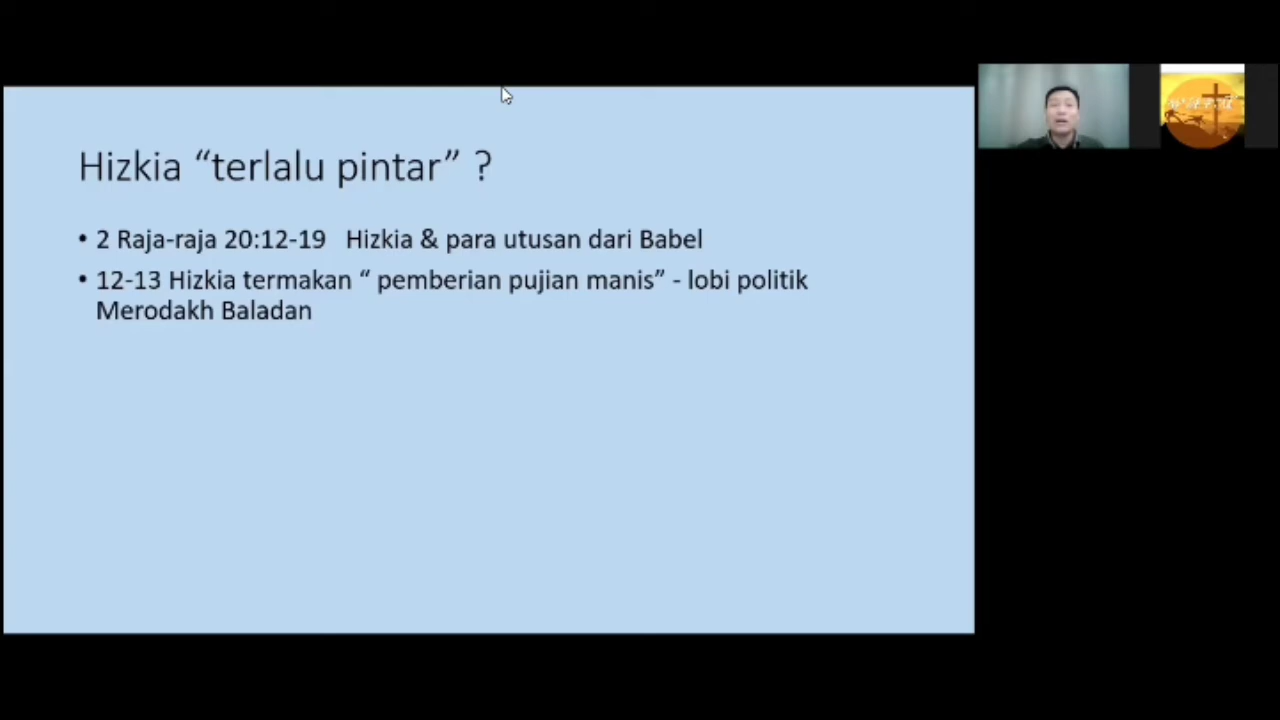 Hizkia “terlalu pintar” ?
• 2 Raja-raja 20:12-19   Hizkia & para utusan dari Babel
• 12-13 Hizkia termakan “ pemberian pujian manis” - lobi politik
Merodakh Baladan